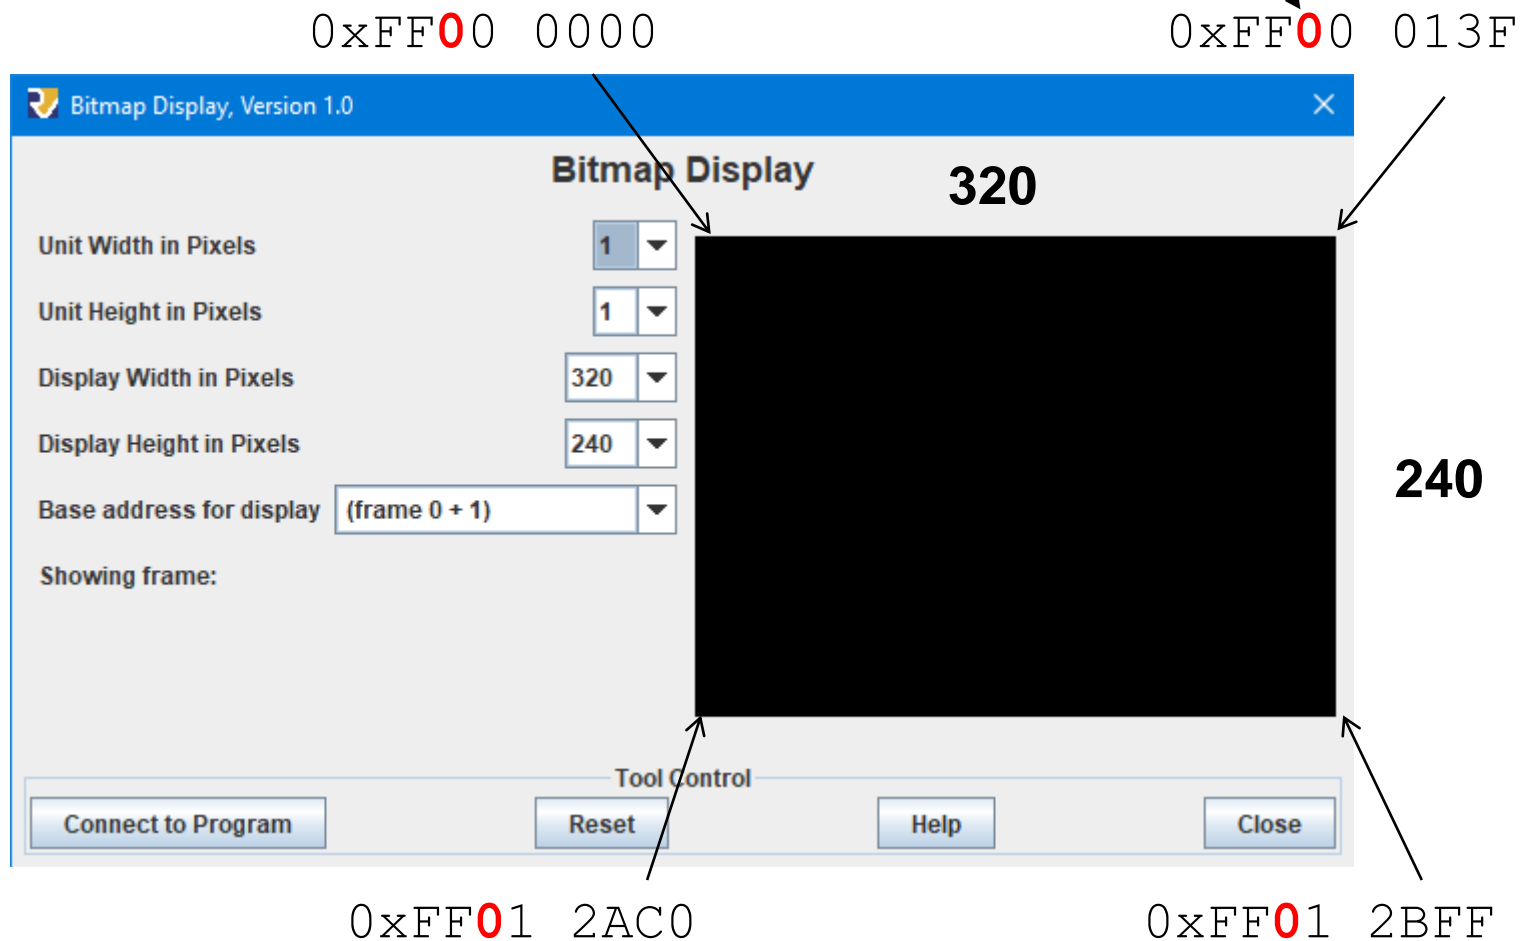 0xFF00 0000
0xFF00 013F
Bitmap Display, Version 1.0
Bitmap Display
320
Unit Width in Pixels 1
Unit Height in Pixels 1
Display Width in Pixels 320
Display Height in Pixels 240
240
Base address for display (frame 0 + 1)
Showing frame:
Tool Control
Connect to Program
Reset
Help
Close
0xFF01 2AC0
0xFF01 2BFF